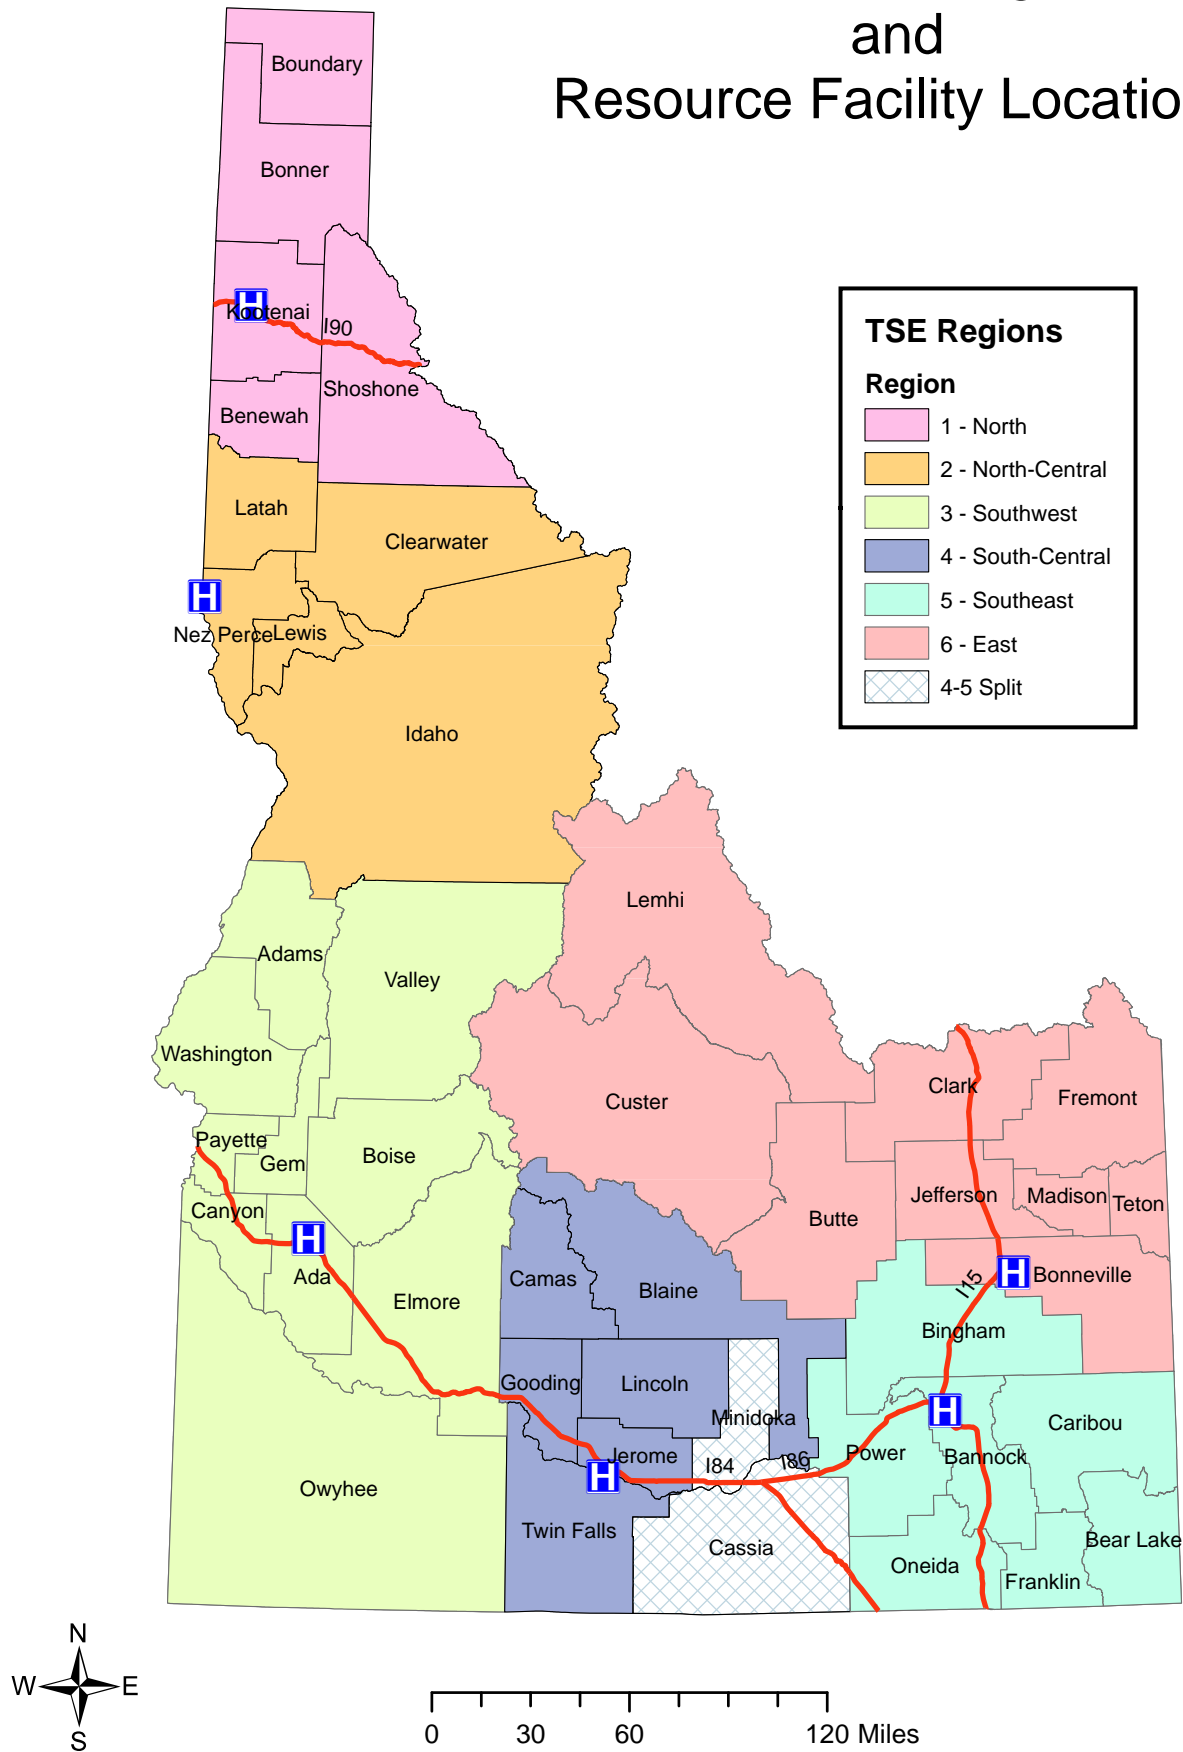 and
Resource Facility Locatio
Boundary
Bonner
H
Kootenai
I90
Shoshone
Benewah
TSE Regions
Region
1 - North
2 - North-Central
3 - Southwest
4 - South-Central
5 - Southeast
6 - East
4-5 Split
Latah
Clearwater
H
Nez Perce
Lewis
Idaho
Lemhi
Adams
Valley
Washington
Custer
Clark
Fremont
Payette
Gem
Boise
Canyon
Butte
Jefferson
Madison
Teton
H
Ada
Elmore
Camas
Blaine
H
Bonneville
I15
Bingham
Gooding
Lincoln
Minidoka
H
Caribou
Jerome
H
I84
I86
Power
Bannock
Owyhee
Twin Falls
Cassia
Oneida
Franklin
Bear Lake
N
W
E
S
0 30 60 120 Miles